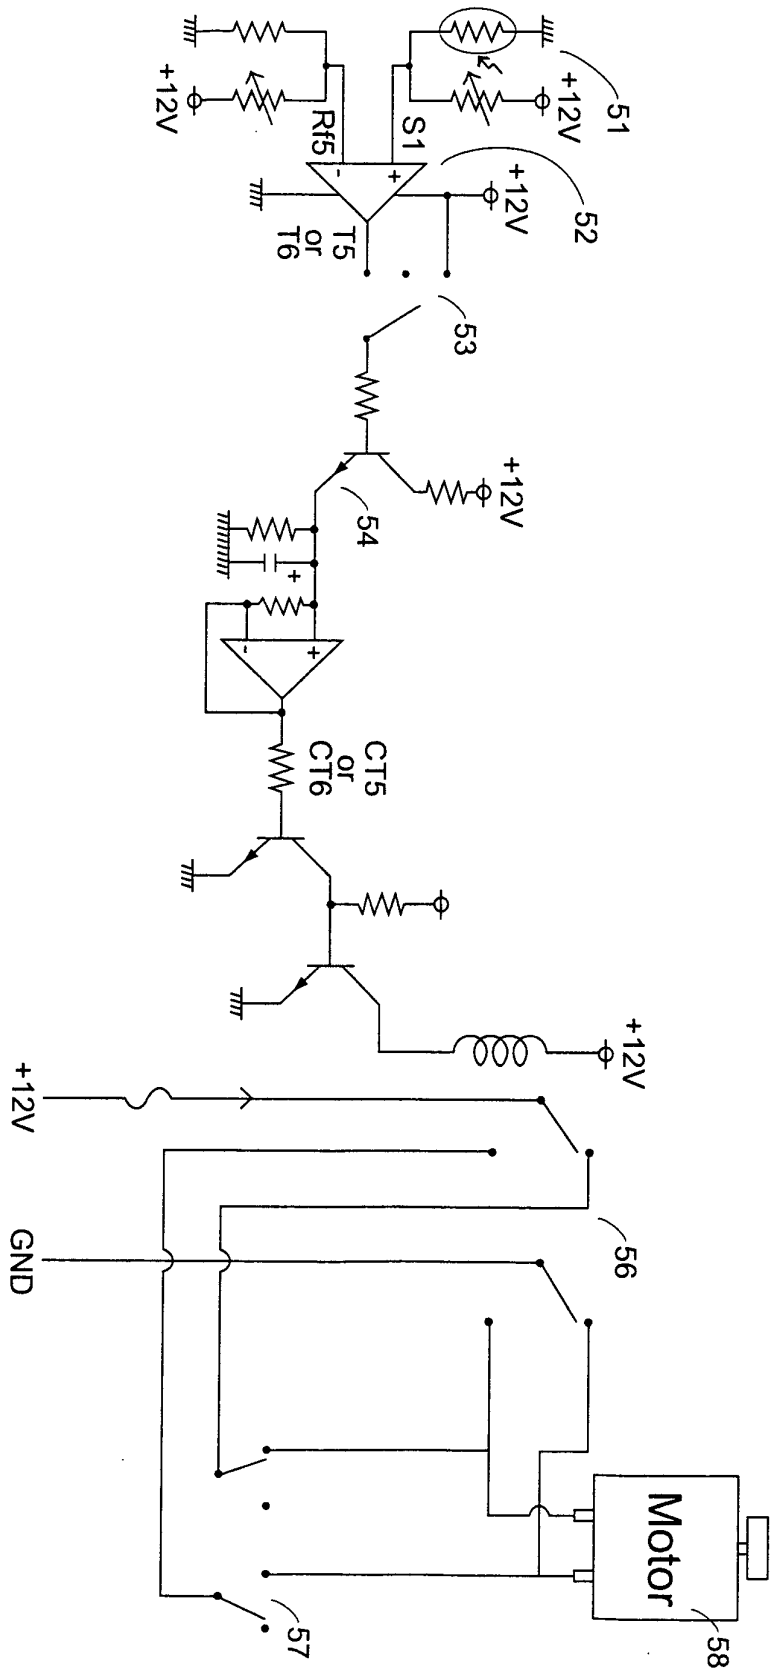 +12V
+12V
51
Rf5
S1
-
+
+12V
52
T5
or
T6
53
+12V
54
+
-
+
CT5
or
CT6
+12V
+12V
GND
56
57
Motor
58